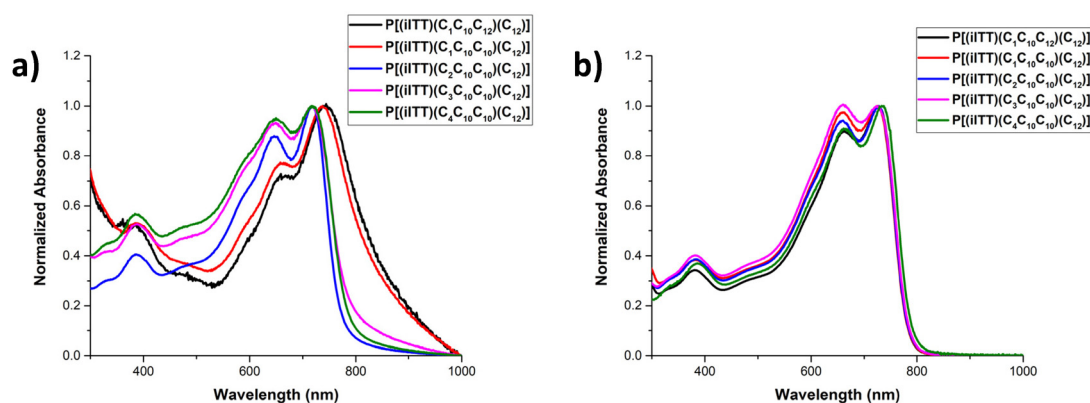 a)
P[(iITT)(C₁C₁₀C₁₂)(C₁₂)]
P[(iITT)(C₁C₁₀C₁₀)(C₁₂)]
P[(iITT)(C₂C₁₀C₁₀)(C₁₂)]
P[(iITT)(C₃C₁₀C₁₀)(C₁₂)]
P[(iITT)(C₄C₁₀C₁₀)(C₁₂)]
Normalized Absorbance
1.2
1.0
0.8
0.6
0.4
0.2
0.0
400
600
800
1000
Wavelength (nm)
b)
P[(iITT)(C₁C₁₀C₁₂)(C₁₂)]
P[(iITT)(C₁C₁₀C₁₀)(C₁₂)]
P[(iITT)(C₂C₁₀C₁₀)(C₁₂)]
P[(iITT)(C₃C₁₀C₁₀)(C₁₂)]
P[(iITT)(C₄C₁₀C₁₀)(C₁₂)]
Normalized Absorbance
1.2
1.0
0.8
0.6
0.4
0.2
0.0
400
600
800
1000
Wavelength (nm)